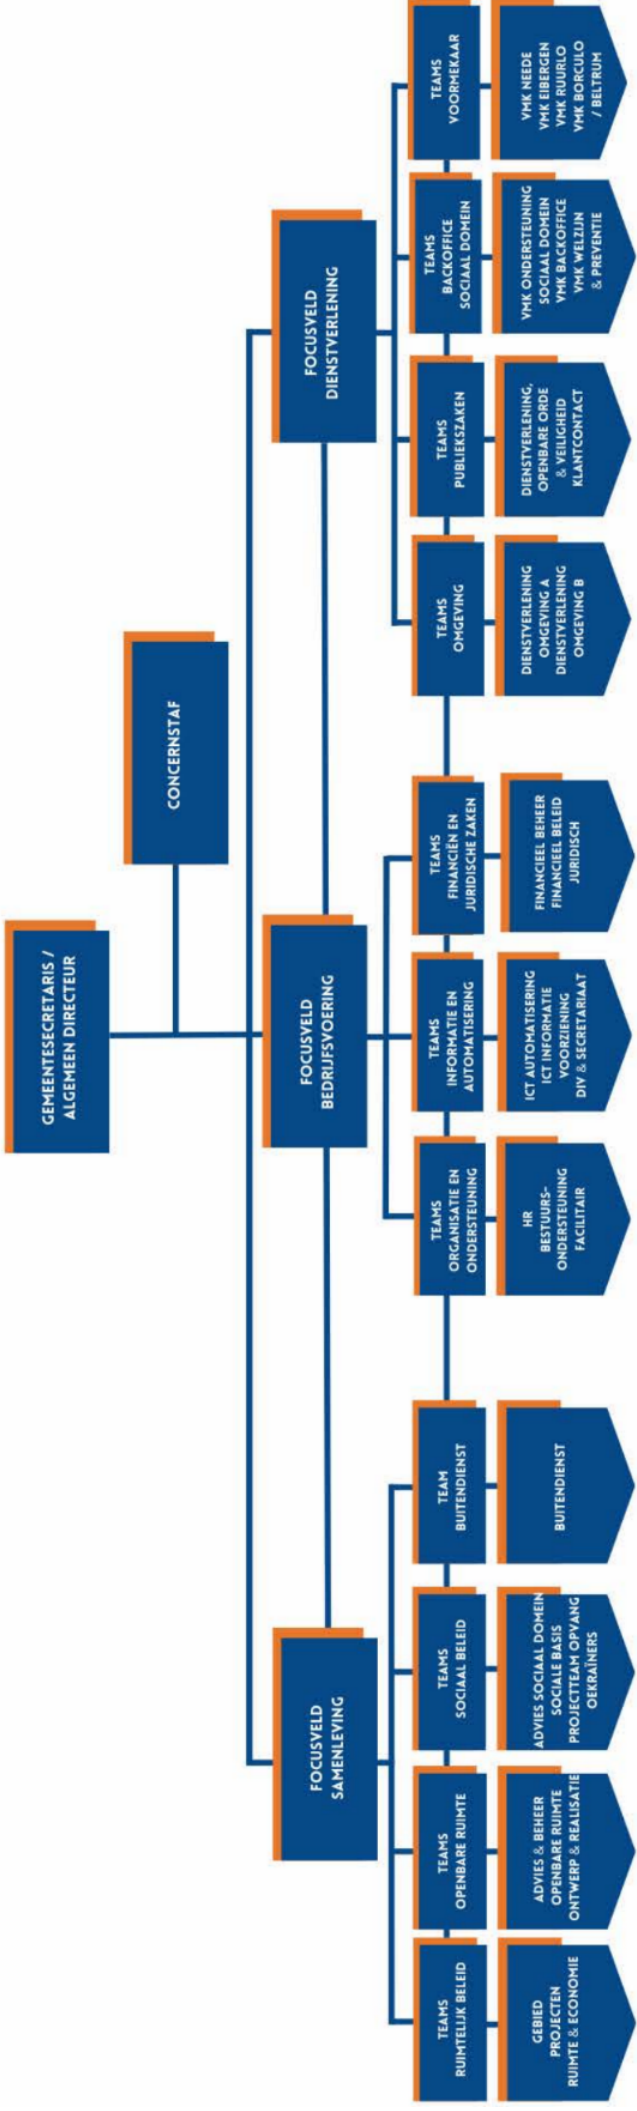 GEMEENTESECRETARIS /
ALGEMEEN DIRECTEUR
CONCERNSTAF
FOCUSVELD
SAMENLEVING
FOCUSVELD
BEDRIJFSVOERING
FOCUSVELD
DIENSTVERLENING
TEAMS
RUIMTELIJK BELEID
TEAMS
OPENBARE RUIMTE
TEAMS
SOCIAAL BELEID
TEAM
BUITENDIENST
TEAMS
ORGANISATIE EN
ONDERSTEUNING
TEAMS
INFORMATIE EN
AUTOMATISERING
TEAMS
FINANCIËN EN
JURIDISCHE ZAKEN
TEAMS
OMGEVING
TEAMS
PUBLIEKSZAKEN
TEAMS
BACKOFFICE
SOCIAAL DOMEIN
TEAMS
VOORMEKAAR
GEBIED
PROJECTEN
RUIMTE & ECONOMIE
ADVIES & BEHEER
OPENBARE RUIMTE
ONTWERP & REALISATIE
ADVIES SOCIAAL DOMEIN
SOCIALE BASIS
PROJECTTEAM OPVANG
OEKRAÏNERS
BUITENDIENST
HR
BESTUURS-
ONDERSTEUNING
FACILITAIR
ICT AUTOMATISERING
ICT INFORMATIE
VOORZIENING
DIV & SECRETARIAAT
FINANCIEEL BEHEER
FINANCIEEL BELEID
JURIDISCH
DIENSTVERLENING
OMGEVING A
DIENSTVERLENING
OMGEVING B
DIENSTVERLENING,
OPENBARE ORDE
& VEILIGHEID
KLANTCONTACT
VMK ONDERSTEUNING
SOCIAAL DOMEIN
VMK BACKOFFICE
VMK WELZIJN
& PREVENTIE
VMK NEEDE
VMK EIBERGEN
VMK RUURLO
VMK BORCULO
/ BELTRUM